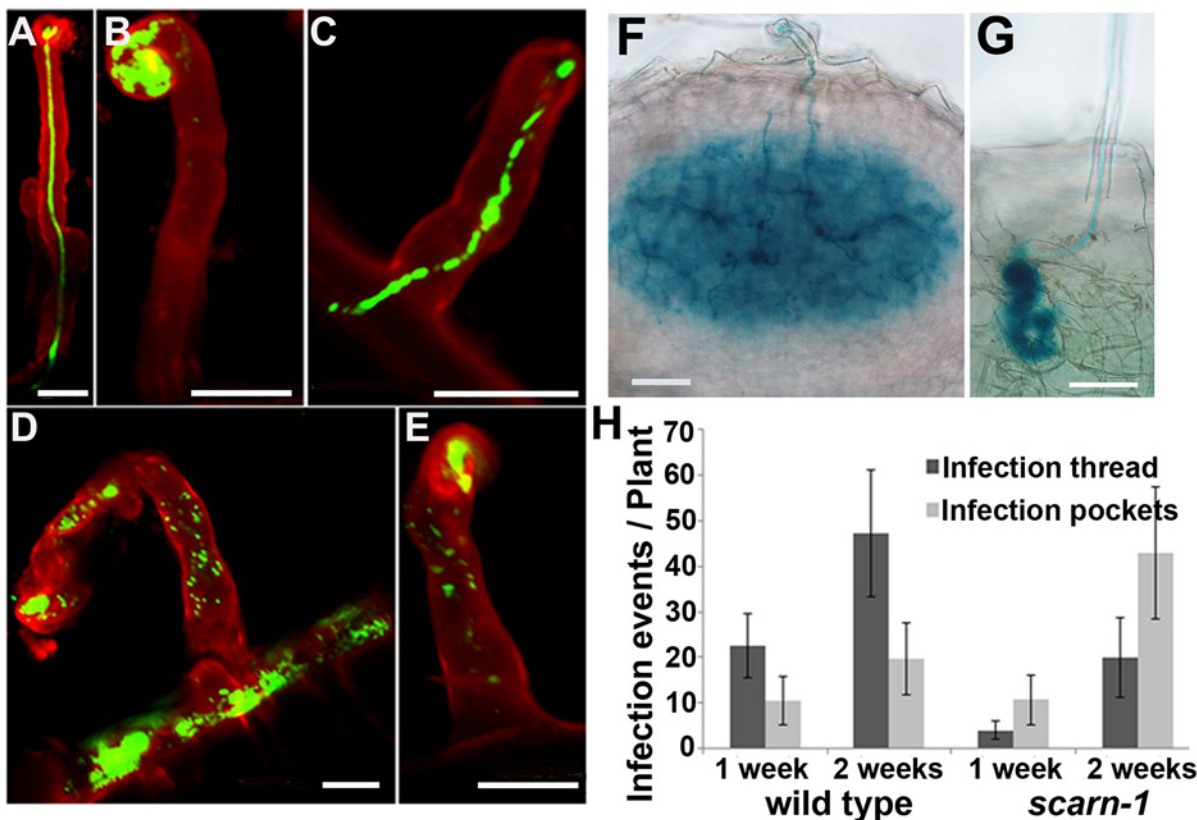 A
B
C
D
E
F
G
H
Infection events / Plant
70
60
50
40
30
20
10
0
Infection thread
Infection pockets
1 week
2 weeks
1 week
2 weeks
wild type
scarn-1